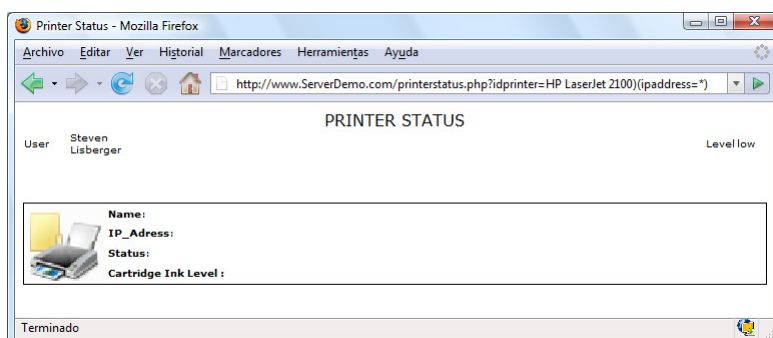 Printer Status - Mozilla Firefox
Archivo Editar Ver Historial Marcadores Herramientas Ayuda
http://www.ServerDemo.com/printerstatus.php?idprinter=HP LaserJet 2100)(ipaddress=*)
PRINTER STATUS
User Steven Lisberger Level low
Name:
IP_Adress:
Status:
Cartridge Ink Level :
Terminado